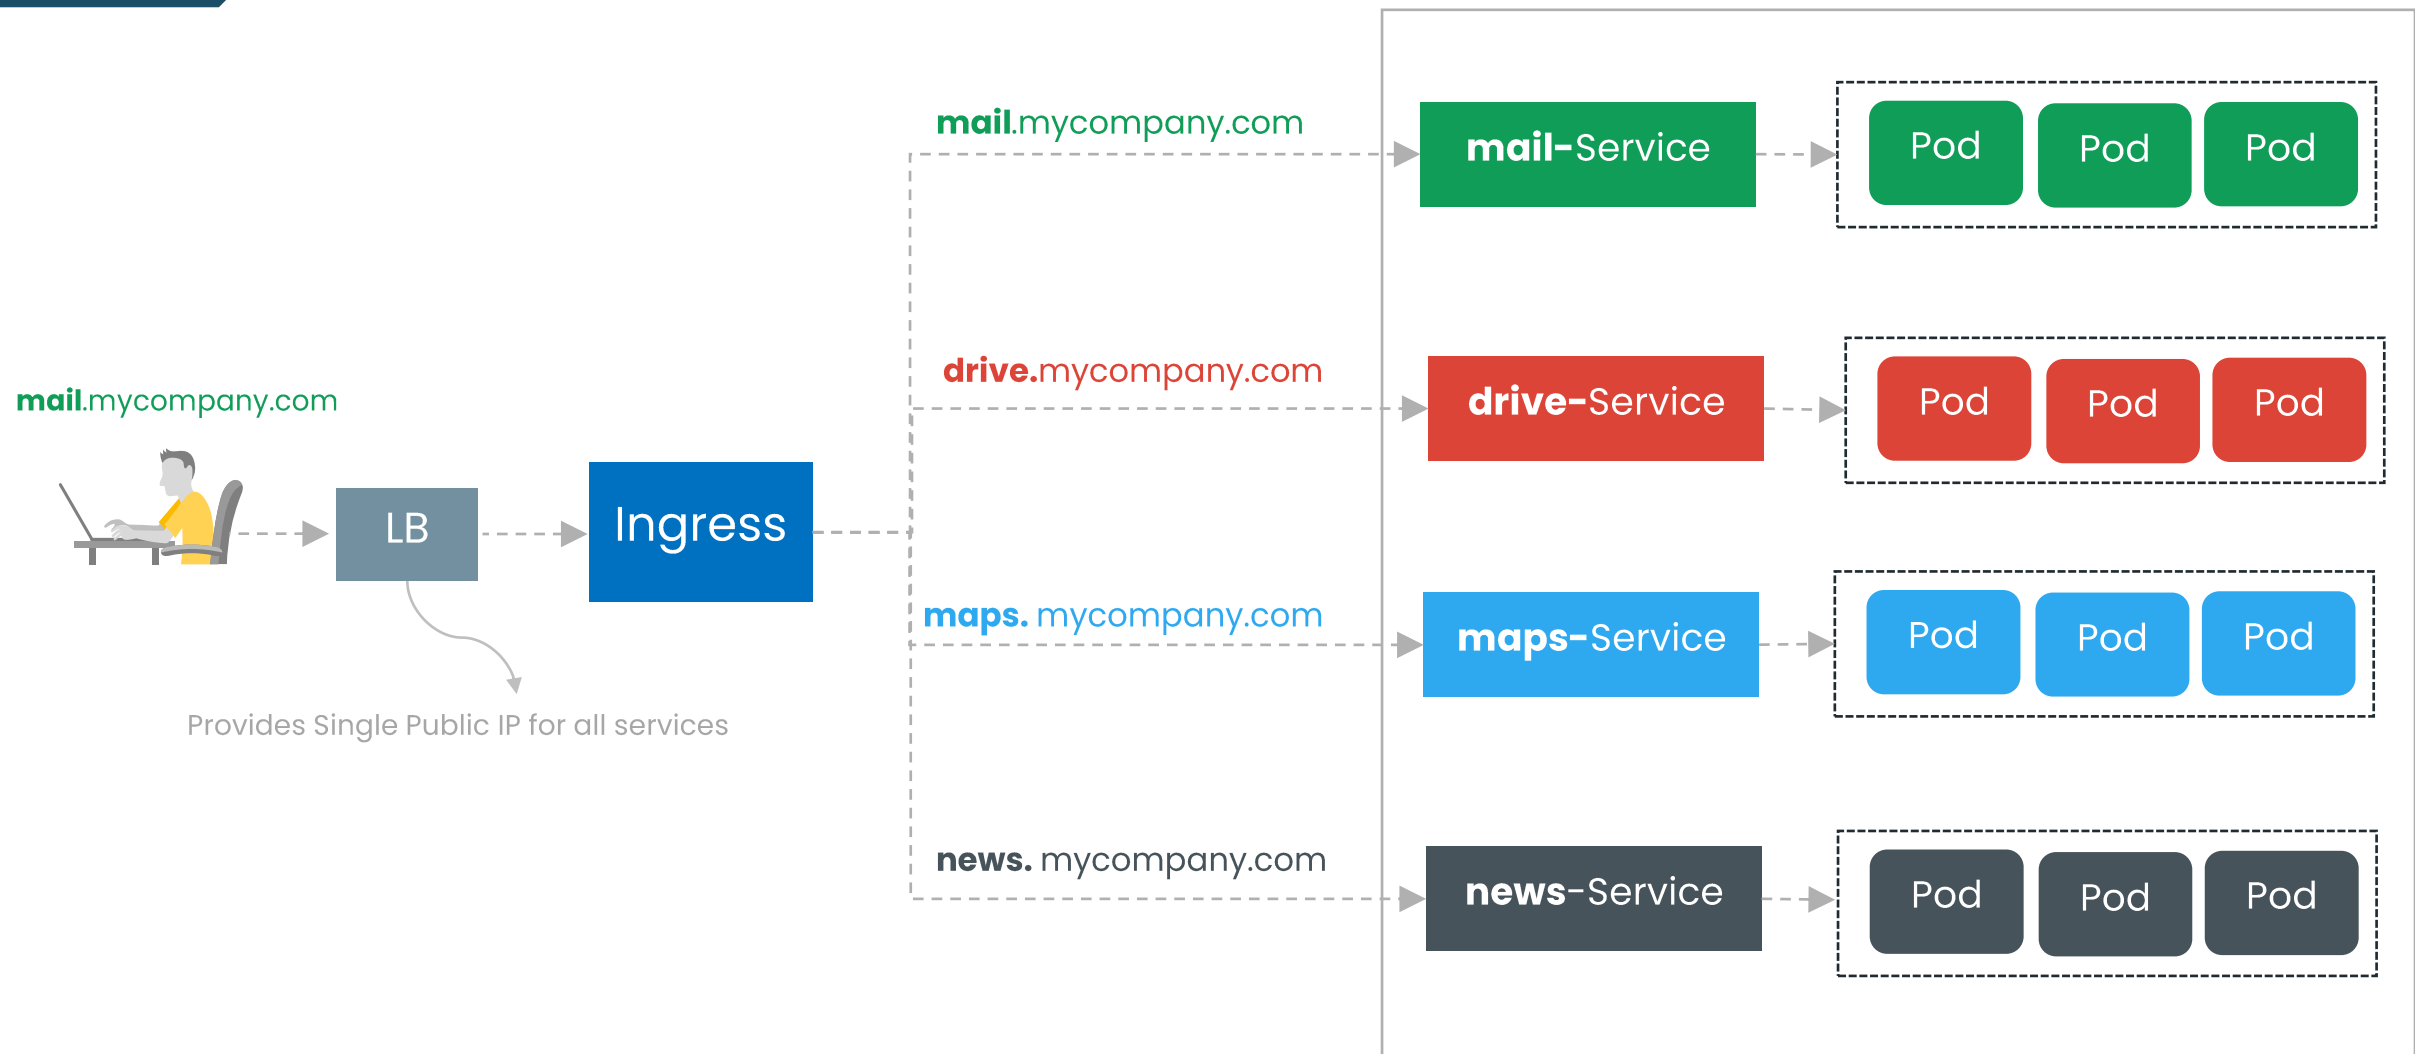 mail.mycompany.com
mail-Service
Pod Pod Pod
drive.mycompany.com
drive-Service
Pod Pod Pod
mail.mycompany.com
LB
Ingress
maps. mycompany.com
maps-Service
Pod Pod Pod
Provides Single Public IP for all services
news. mycompany.com
news-Service
Pod Pod Pod